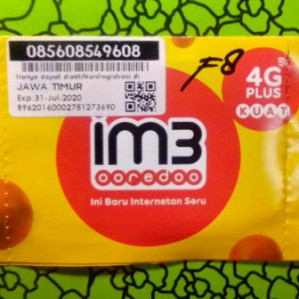 085608549608
Hanya dapat diaktifkan/registrasi di
JAWA TIMUR
Exp:31-Jul-2020
89620160002751273690
F8
4G
PLUS
KUAT
im3
ooredoo
Ini Baru Internetan Seru